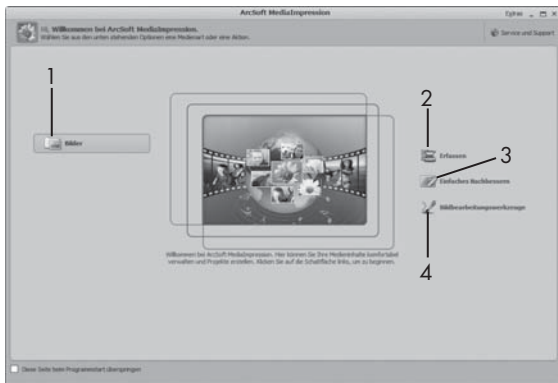 ArcSoft MediaImpression
Extras
Hi, Willkommen bei ArcSoft MediaImpression.
Wählen Sie aus den unten stehenden Optionen eine Medienart oder eine Aktion.
Service und Support
1
Bilder
2
Erfassen
3
Einfaches Nachbessern
Bildbearbeitungswerkzeuge
4
Willkommen bei ArcSoft MediaImpression. Hier können Sie Ihre Medieninhalte komfortabel
verwalten und Projekte erstellen. Klicken Sie auf die Schaltfläche links, um zu beginnen.
Diese Seite beim Programmstart überspringen